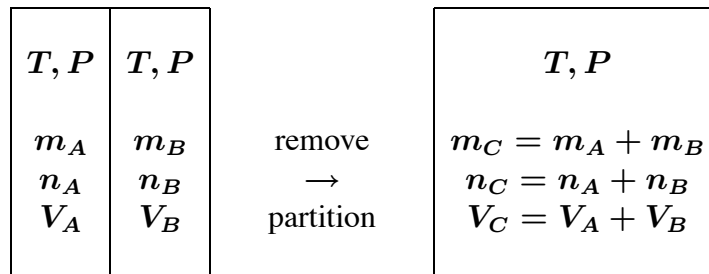 T, P T, P T, P
m_A m_B remove m_C = m_A + m_B
n_A n_B → n_C = n_A + n_B
V_A V_B partition V_C = V_A + V_B